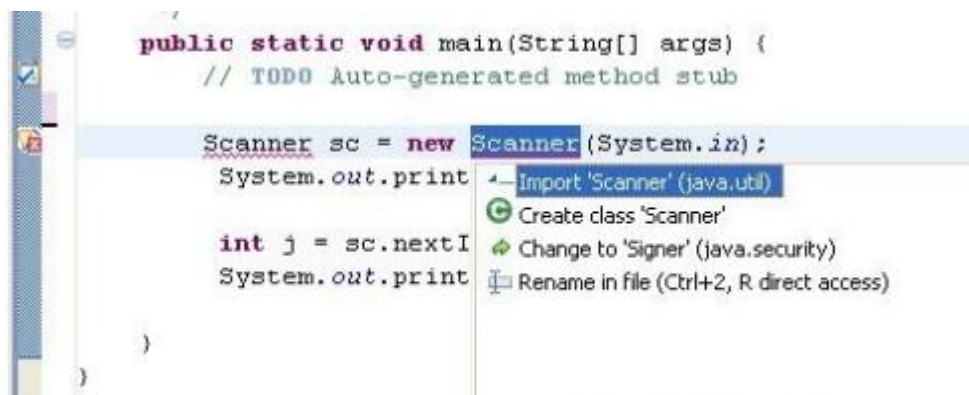 public static void main(String[] args) {
// TODO Auto-generated method stub
Scanner sc = new Scanner(System.in);
System.out.print
int j = sc.nextI
System.out.print
}
}
Import 'Scanner' (java.util)
Create class 'Scanner'
Change to 'Signer' (java.security)
Rename in file (Ctrl+2, R direct access)